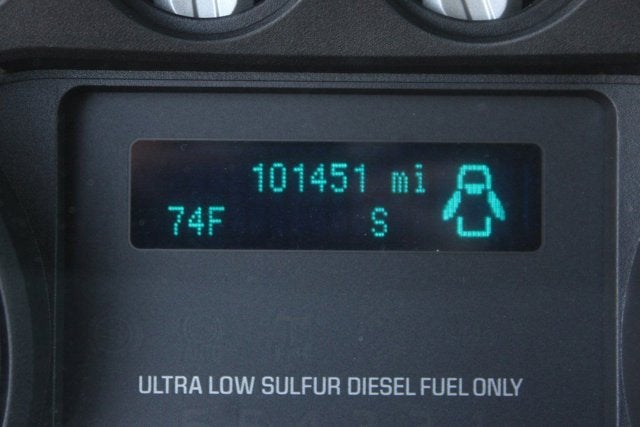 101451 mi
74F S
ULTRA LOW SULFUR DIESEL FUEL ONLY